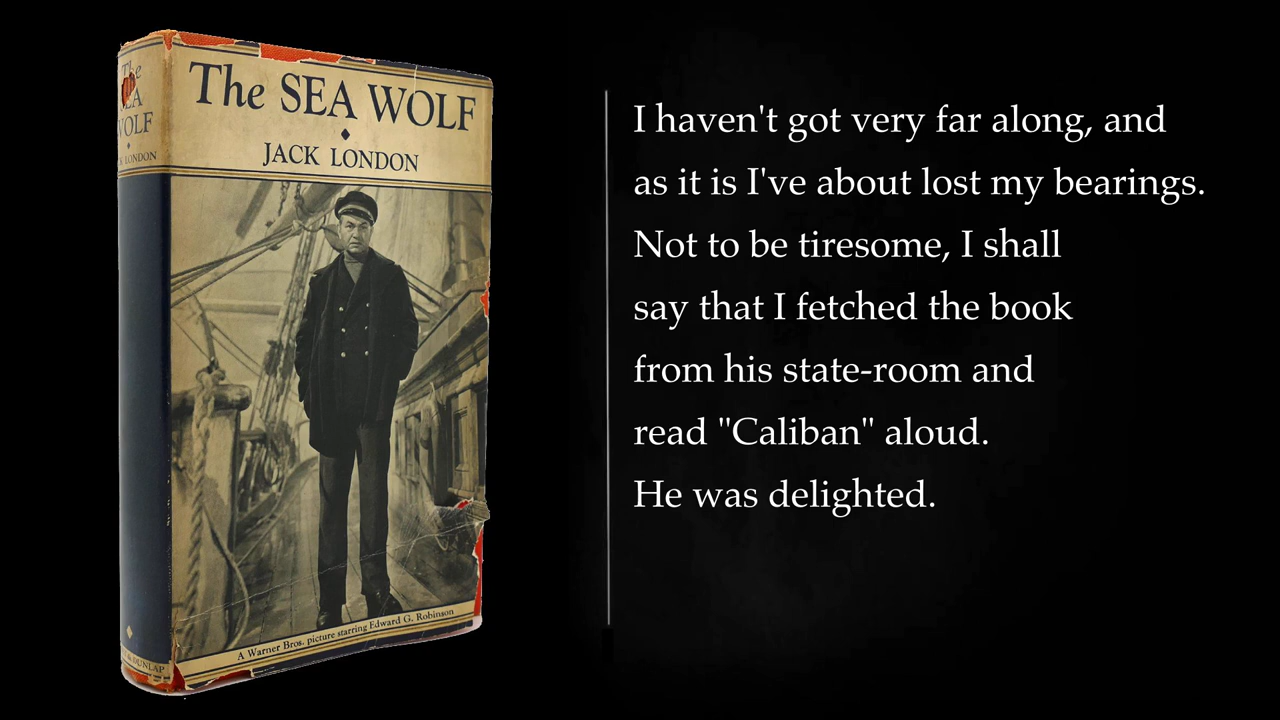 The
SEA
WOLF
K LONDON
DUNLAP
The SEA WOLF
JACK LONDON
A Warner Bros. picture starring Edward G. Robinson
I haven't got very far along, and
as it is I've about lost my bearings.
Not to be tiresome, I shall
say that I fetched the book
from his state-room and
read "Caliban" aloud.
He was delighted.